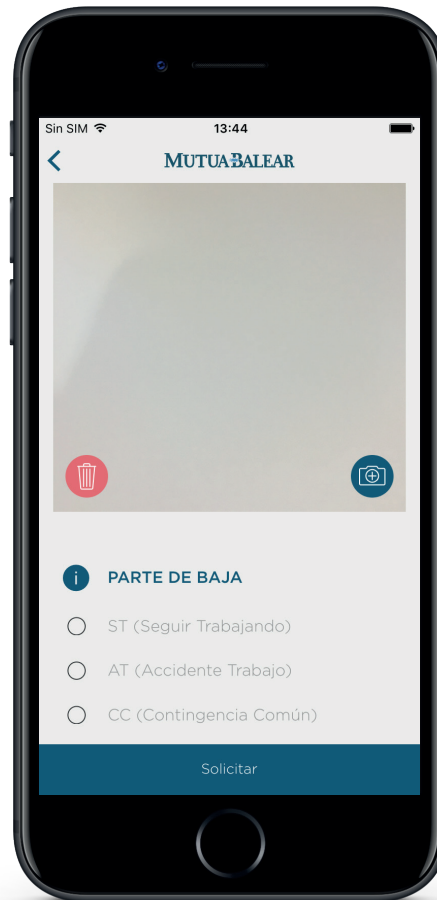 Sin SIM 13:44
MUTUA BALEAR
i PARTE DE BAJA
ST (Seguir Trabajando)
AT (Accidente Trabajo)
CC (Contingencia Común)
Solicitar